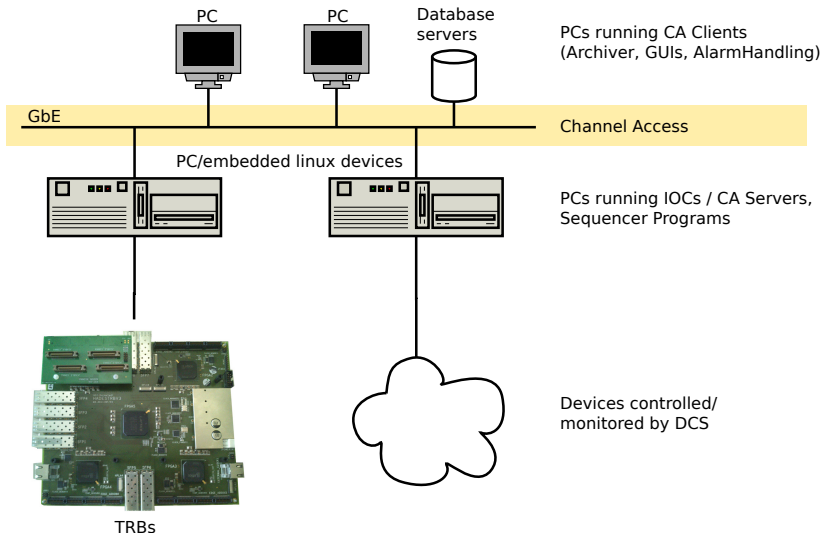 PC
PC
Database
servers
PCs running CA Clients
(Archiver, GUIs, AlarmHandling)
GbE
Channel Access
PC/embedded linux devices
PCs running IOCs / CA Servers,
Sequencer Programs
Devices controlled/
monitored by DCS
TRBs